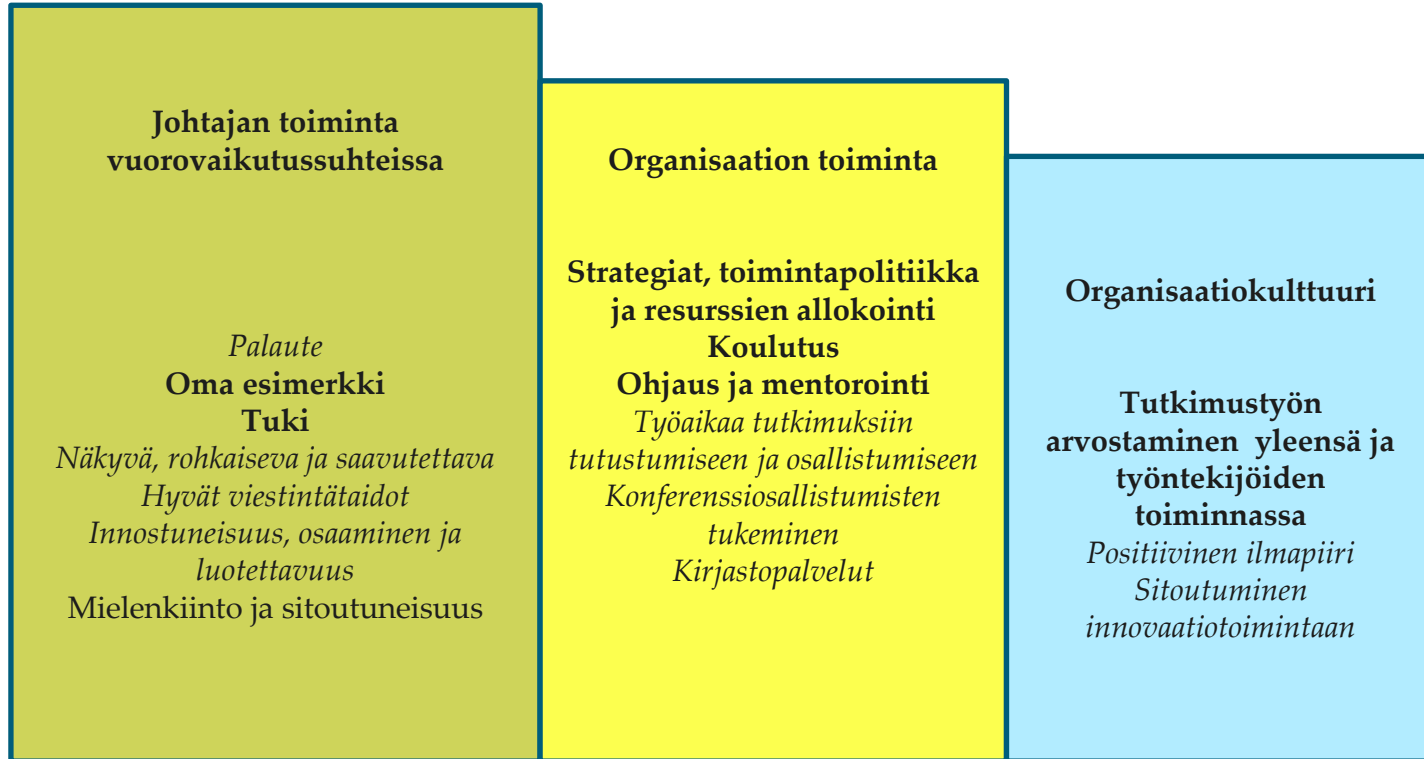 Johtajan toiminta
vuorovaikutussuhteissa
Palaute
Oma esimerkki
Tuki
Näkyvä, rohkaiseva ja saavutettava
Hyvät viestintätaidot
Innostuneisuus, osaaminen ja
luotettavuus
Mielenkiinto ja sitoutuneisuus
Organisaation toiminta
Strategiat, toimintapolitiikka
ja resurssien allokointi
Koulutus
Ohjaus ja mentorointi
Työaikaa tutkimuksiin
tutustumiseen ja osallistumiseen
Konferenssiosallistumisten
tukeminen
Kirjastopalvelut
Organisaatiokulttuuri
Tutkimustyön
arvostaminen yleensä ja
työntekijöiden
toiminnassa
Positiivinen ilmapiiri
Sitoutuminen
innovaatiotoimintaan